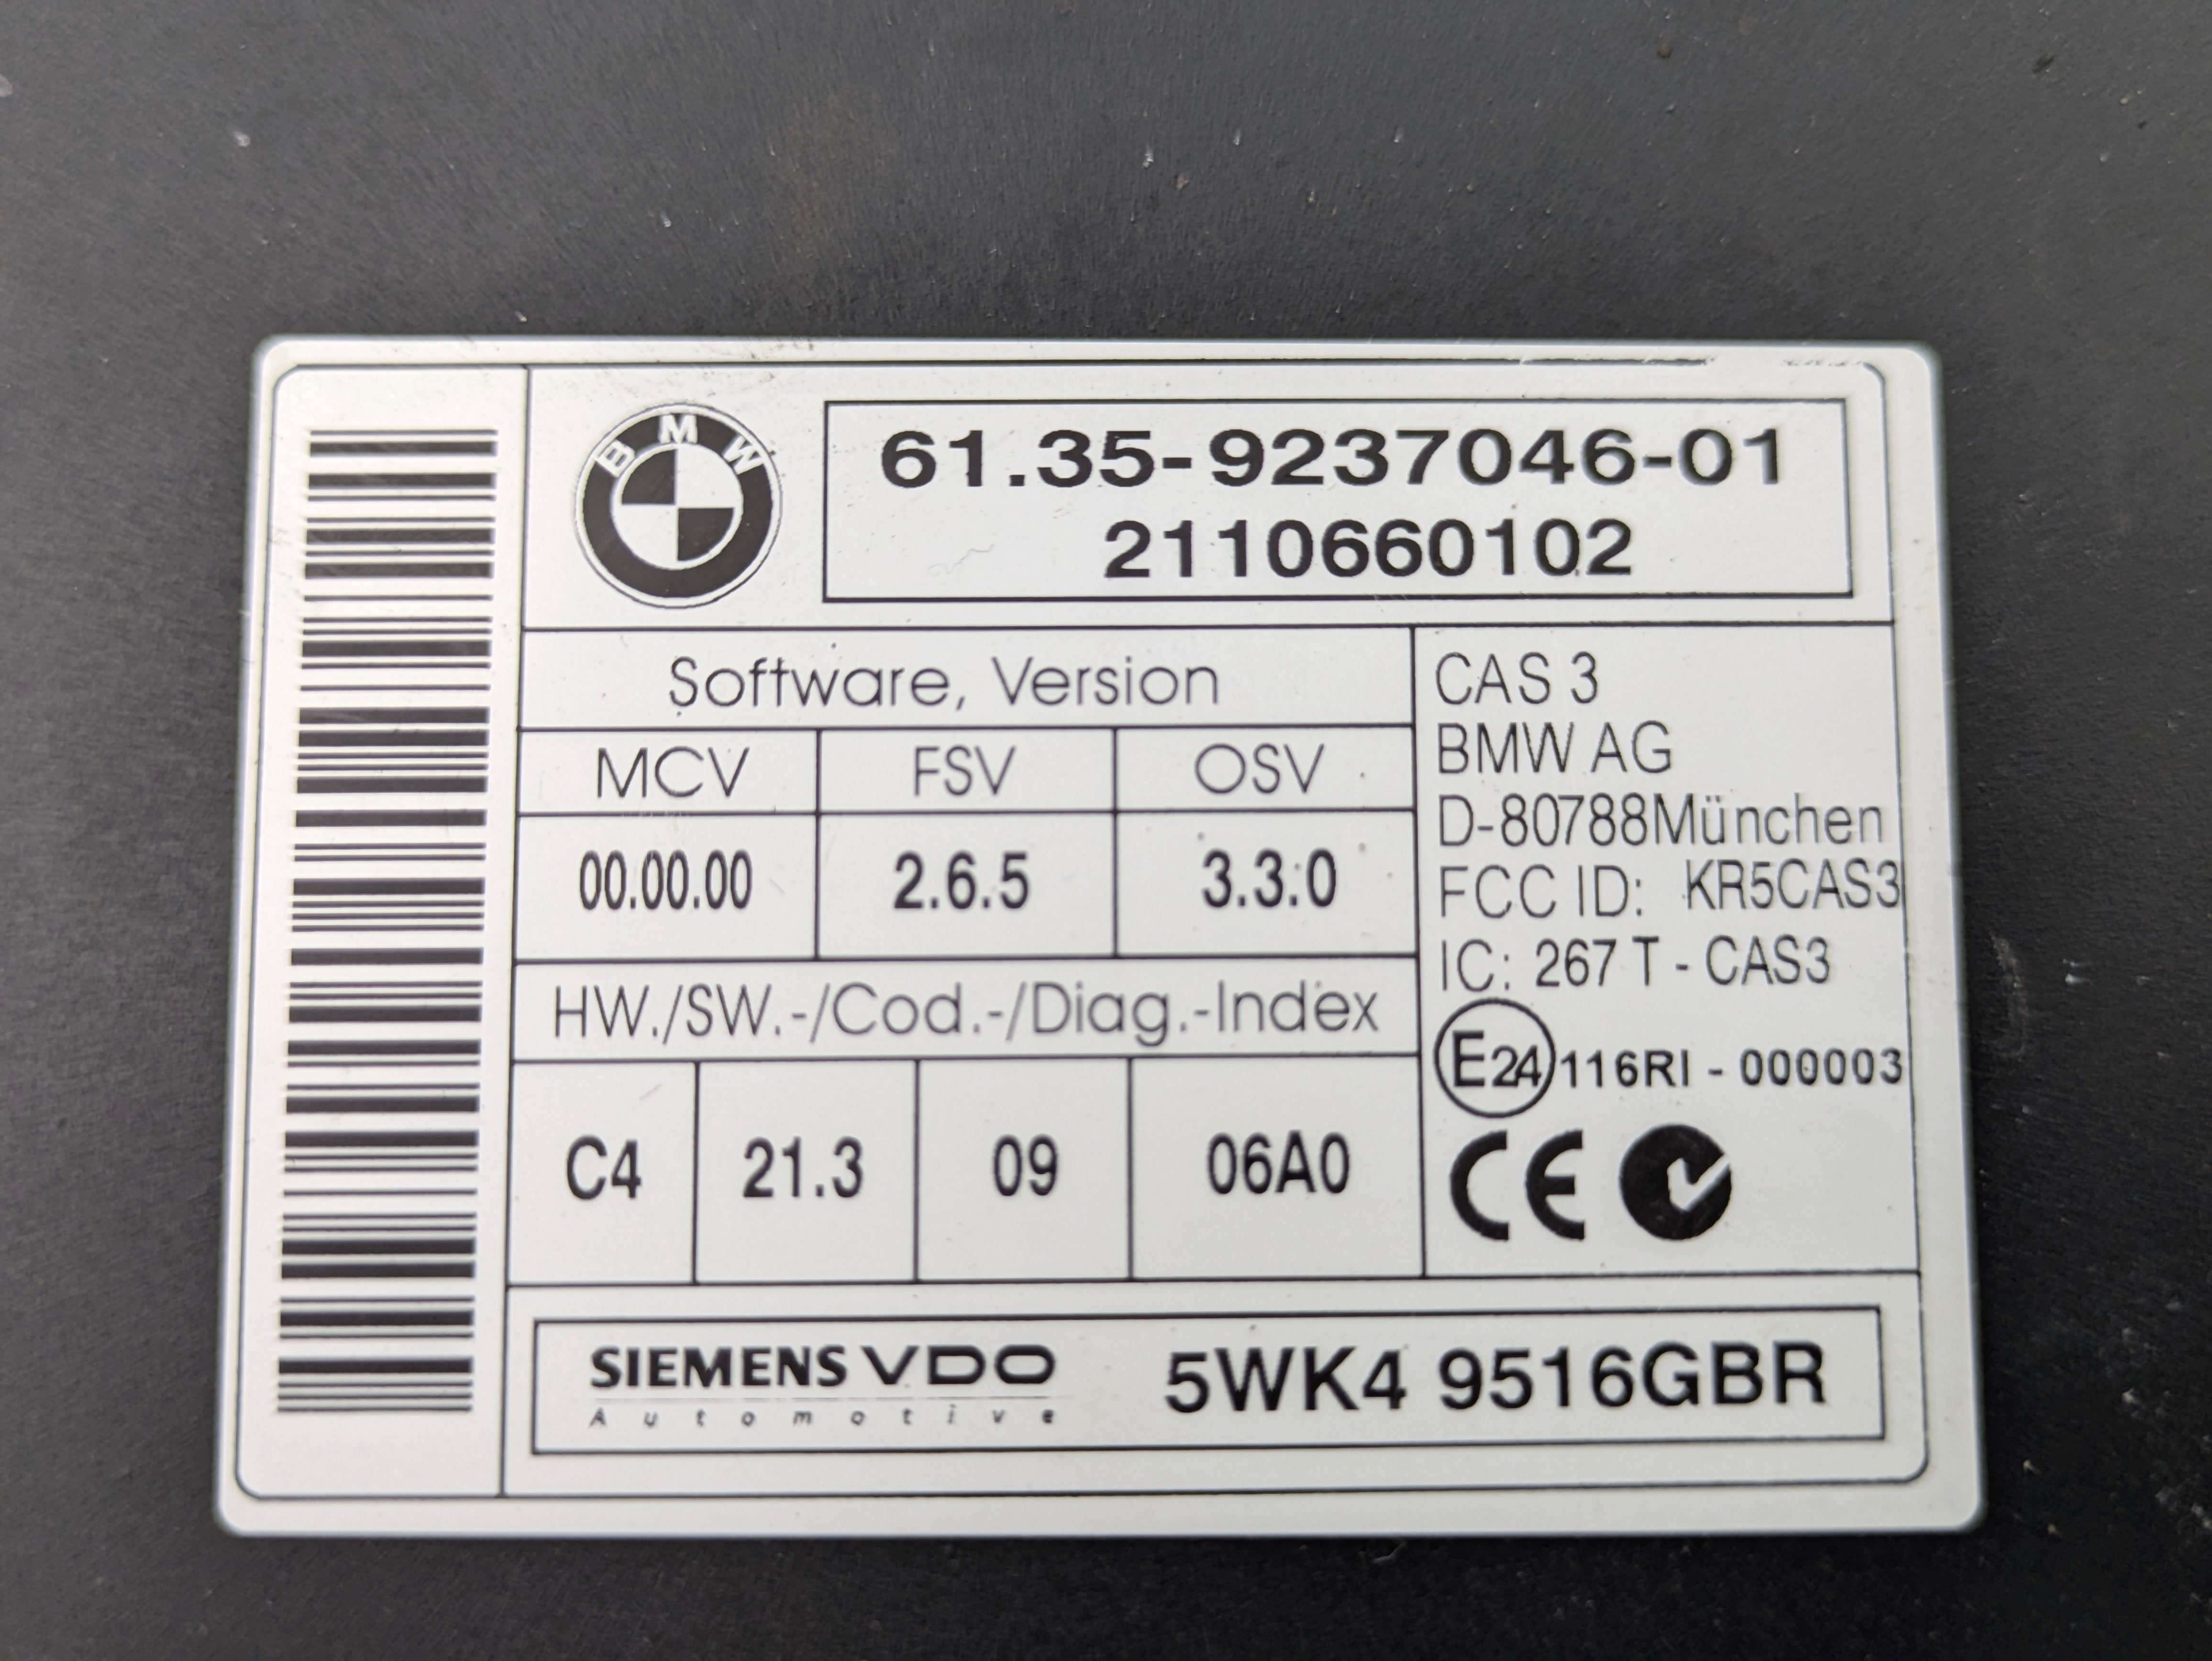 BMW
61.35-9237046-01
2110660102
Software, Version
MCV FSV OSV
00.00.00 2.6.5 3.3.0
HW./SW.-/Cod.-/Diag.-Index
C4 21.3 09 06A0
CAS 3
BMW AG
D-80788München
FCC ID: KR5CAS3
IC: 267 T - CAS3
E24 116RI - 000003
CE
SIEMENS VDO
Automotive
5WK4 9516GBR